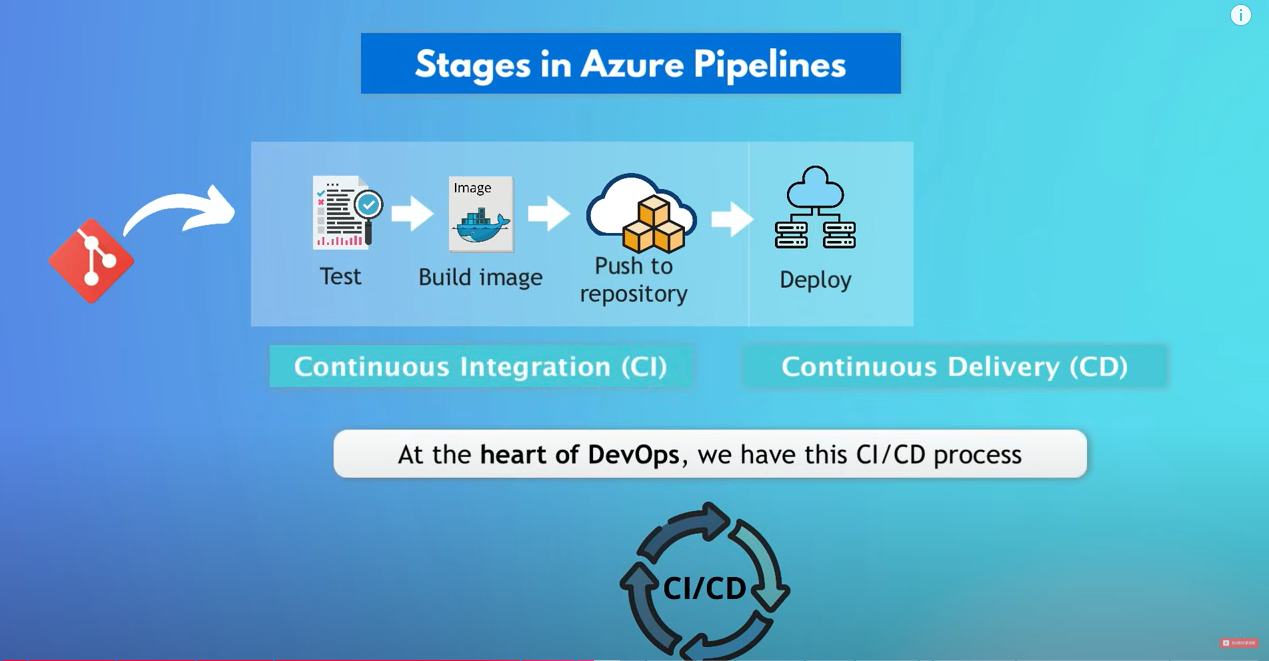 Stages in Azure Pipelines
Image
Test
Build image
Push to
repository
Deploy
Continuous Integration (CI)
Continuous Delivery (CD)
At the heart of DevOps, we have this CI/CD process
CI/CD
SUBSCRIBE